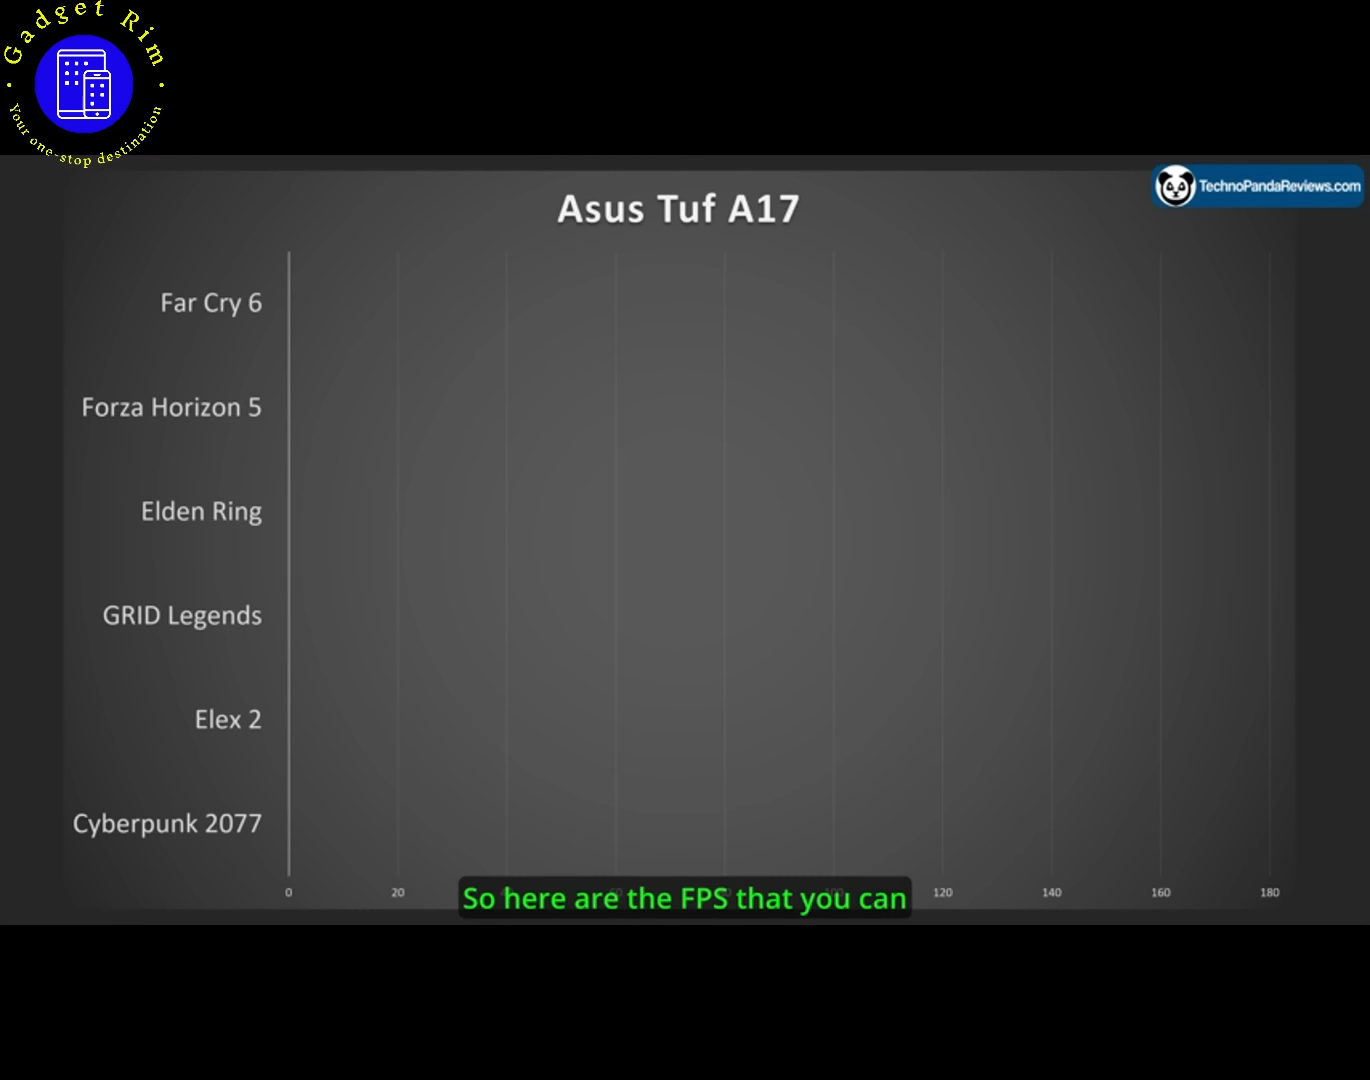 Gadget Rim
Your one-stop destination
TechnoPandaReviews.com
Asus Tuf A17
Far Cry 6
Forza Horizon 5
Elden Ring
GRID Legends
Elex 2
Cyberpunk 2077
0 20 120 140 160 180
So here are the FPS that you can